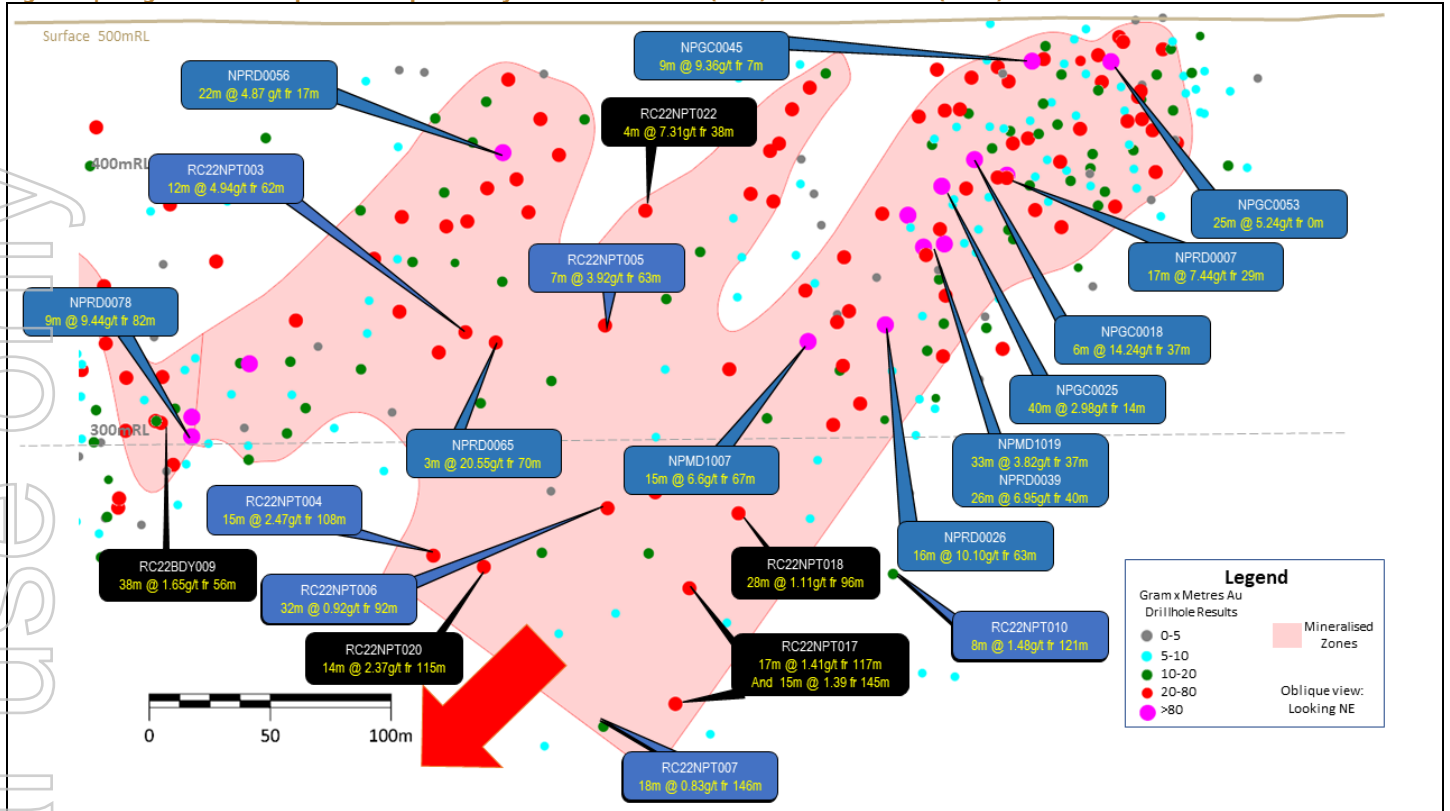 Surface 500mRL
NPGC0045
9m @ 9.36g/t fr 7m
NPRD0056
22m @ 4.87 g/t fr 17m
RC22NPT022
4m @ 7.31g/t fr 38m
400mRL
RC22NPT003
12m @ 4.94g/t fr 62m
NPGC0053
25m @ 5.24g/t fr 0m
RC22NPT005
7m @ 3.92g/t fr 63m
NPRD0007
17m @ 7.44g/t fr 29m
NPRD0078
9m @ 9.44g/t fr 82m
NPGC0018
6m @ 14.24g/t fr 37m
NPGC0025
40m @ 2.98g/t fr 14m
300mRL
NPRD0065
3m @ 20.55g/t fr 70m
NPMD1007
15m @ 6.6g/t fr 67m
NPMD1019
33m @ 3.82g/t fr 37m
NPRD0039
26m @ 6.95g/t fr 40m
RC22NPT004
15m @ 2.47g/t fr 108m
NPRD0026
16m @ 10.10g/t fr 63m
RC22BDY009
38m @ 1.65g/t fr 56m
RC22NPT006
32m @ 0.92g/t fr 92m
RC22NPT018
28m @ 1.11g/t fr 96m
RC22NPT010
8m @ 1.48g/t fr 121m
RC22NPT020
14m @ 2.37g/t fr 115m
RC22NPT017
17m @ 1.41g/t fr 117m
And 15m @ 1.39 fr 145m
RC22NPT007
18m @ 0.83g/t fr 146m
0 50 100m
Legend
Gram x Metres Au
Drillhole Results
0-5
5-10
10-20
20-80
>80
Mineralised
Zones
Oblique view:
Looking NE
use only